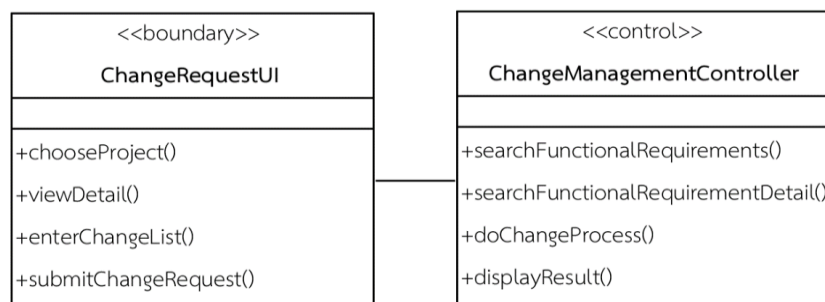 <<boundary>>
ChangeRequestUI
+chooseProject()
+viewDetail()
+enterChangeList()
+submitChangeRequest()
<<control>>
ChangeManagementController
+searchFunctionalRequirements()
+searchFunctionalRequirementDetail()
+doChangeProcess()
+displayResult()